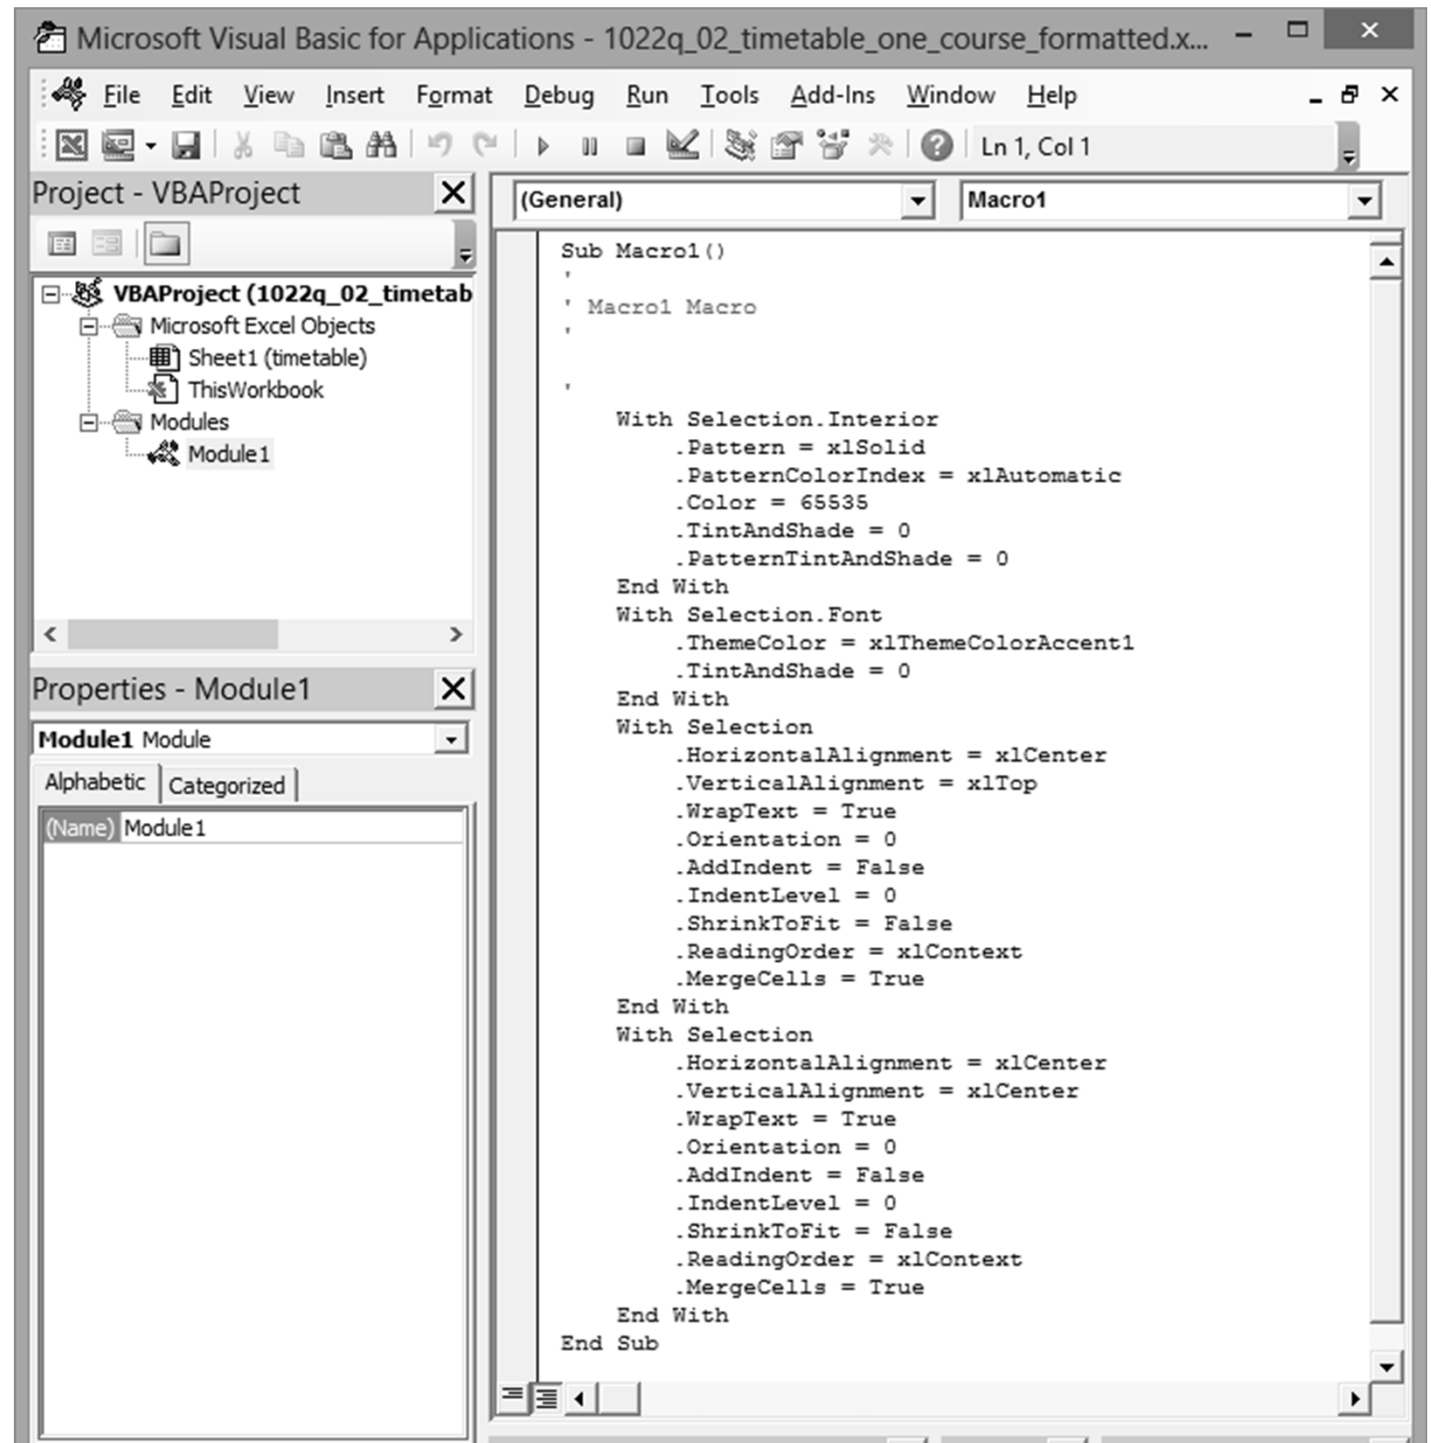 Microsoft Visual Basic for Applications - 1022q_02_timetable_one_course_formatted.x...
File Edit View Insert Format Debug Run Tools Add-Ins Window Help
Ln 1, Col 1
Project - VBAProject
VBAProject (1022q_02_timetab
Microsoft Excel Objects
Sheet1 (timetable)
ThisWorkbook
Modules
Module1
Properties - Module1
Module1 Module
Alphabetic Categorized
(Name) Module1
(General) Macro1
Sub Macro1()
'
' Macro1 Macro
'
'
With Selection.Interior
.Pattern = xlSolid
.PatternColorIndex = xlAutomatic
.Color = 65535
.TintAndShade = 0
.PatternTintAndShade = 0
End With
With Selection.Font
.ThemeColor = xlThemeColorAccent1
.TintAndShade = 0
End With
With Selection
.HorizontalAlignment = xlCenter
.VerticalAlignment = xlTop
.WrapText = True
.Orientation = 0
.AddIndent = False
.IndentLevel = 0
.ShrinkToFit = False
.ReadingOrder = xlContext
.MergeCells = True
End With
With Selection
.HorizontalAlignment = xlCenter
.VerticalAlignment = xlCenter
.WrapText = True
.Orientation = 0
.AddIndent = False
.IndentLevel = 0
.ShrinkToFit = False
.ReadingOrder = xlContext
.MergeCells = True
End With
End Sub